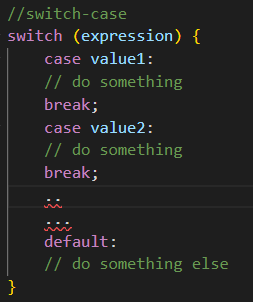 //switch-case
switch (expression) {
    case value1:
    // do something
    break;
    case value2:
    // do something
    break;
    ..
    ...
    default:
    // do something else
}